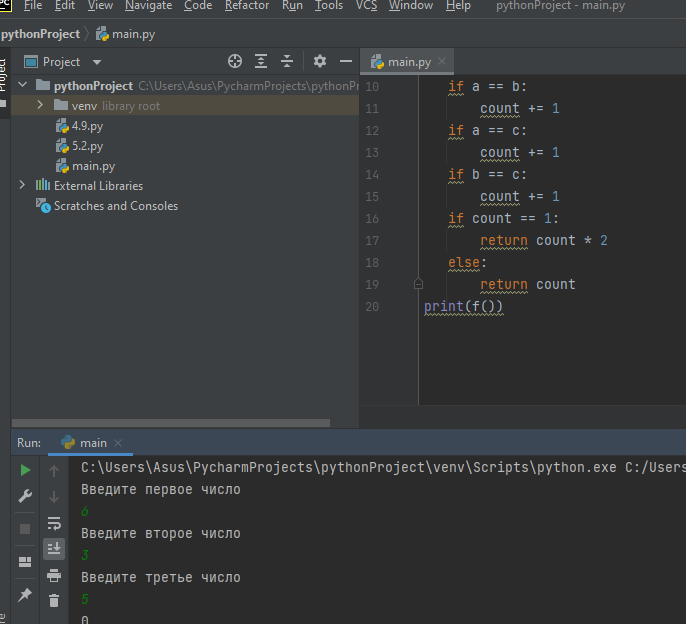 File Edit View Navigate Code Refactor Run Tools VCS Window Help pythonProject - main.py
pythonProject main.py
Project
Project
main.py
pythonProject C:\Users\Asus\PycharmProjects\pythonPr
venv library root
4.9.py
5.2.py
main.py
External Libraries
Scratches and Consoles
10 if a == b:
11 count += 1
12 if a == c:
13 count += 1
14 if b == c:
15 count += 1
16 if count == 1:
17 return count * 2
18 else:
19 return count
20 print(f())
Run: main
C:\Users\Asus\PycharmProjects\pythonProject\venv\Scripts\python.exe C:/Users
Введите первое число
6
Введите второе число
3
Введите третье число
5
0